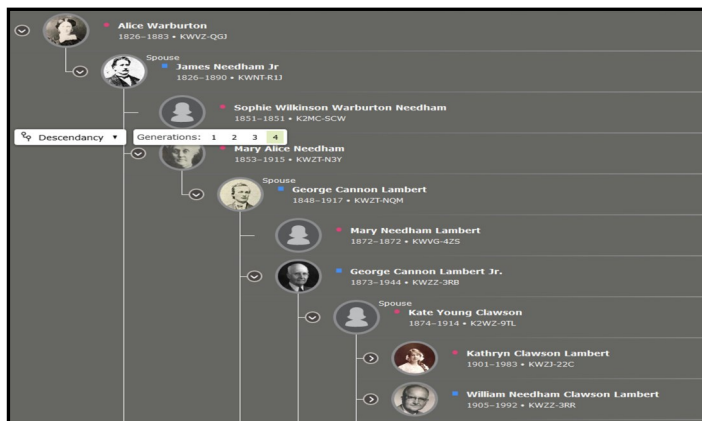 Alice Warburton
1826–1883 • KWVZ-QGJ
Spouse
James Needham Jr
1826–1890 • KWNT-R1J
Sophie Wilkinson Warburton Needham
1851–1851 • K2MC-SCW
Descendancy
Generations: 1 2 3 4
Mary Alice Needham
1853–1915 • KWZT-N3Y
Spouse
George Cannon Lambert
1848–1917 • KWZT-NQM
Mary Needham Lambert
1872–1872 • KWVG-4ZS
George Cannon Lambert Jr.
1873–1944 • KWZZ-3RB
Spouse
Kate Young Clawson
1874–1914 • K2WZ-9TL
Kathryn Clawson Lambert
1901–1983 • KWZJ-22C
William Needham Clawson Lambert
1905–1992 • KWZZ-3RR